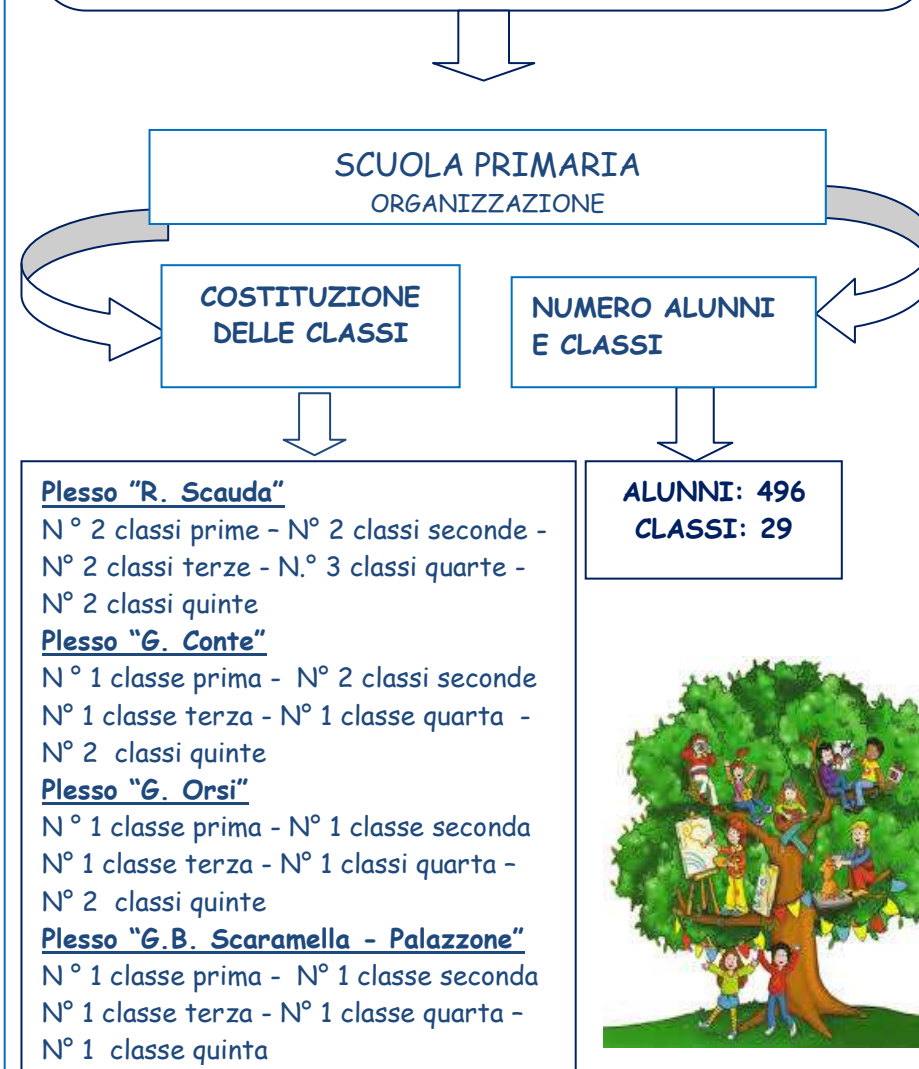 SCUOLA PRIMARIA
ORGANIZZAZIONE
COSTITUZIONE
DELLE CLASSI
NUMERO ALUNNI
E CLASSI
Plesso "R. Scauda"
N ° 2 classi prime – N° 2 classi seconde -
N° 2 classi terze - N.° 3 classi quarte -
N° 2 classi quinte
Plesso "G. Conte"
N ° 1 classe prima - N° 2 classi seconde
N° 1 classe terza - N° 1 classe quarta -
N° 2 classi quinte
Plesso "G. Orsi"
N ° 1 classe prima - N° 1 classe seconda
N° 1 classe terza - N° 1 classi quarta –
N° 2 classi quinte
Plesso "G.B. Scaramella - Palazzone"
N ° 1 classe prima - N° 1 classe seconda
N° 1 classe terza - N° 1 classe quarta –
N° 1 classe quinta
ALUNNI: 496
CLASSI: 29